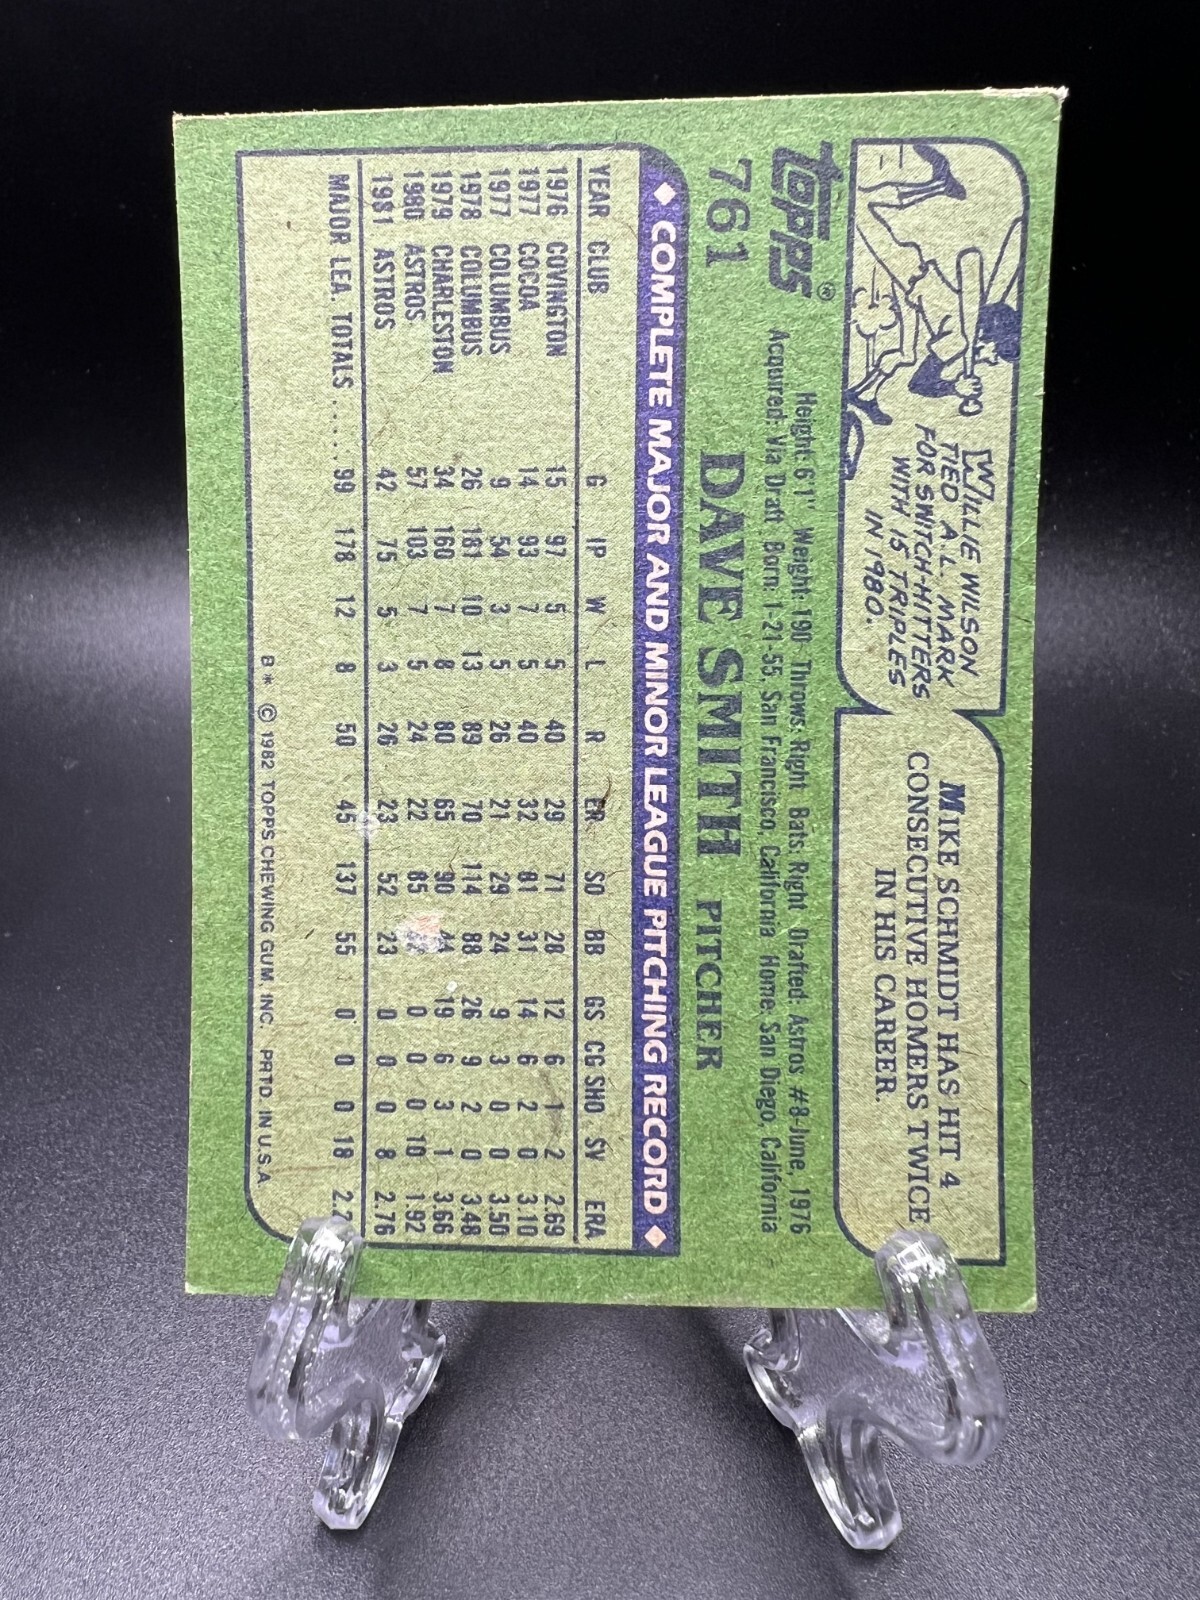 WILLIE WILSON
TIED A.L. MARK
FOR SWITCH-HITTERS
WITH 15 TRIPLES
IN 1980.
MIKE SCHMIDT HAS HIT 4
CONSECUTIVE HOMERS TWICE
IN HIS CAREER.
TOPPS®
761
Height: 6'1" Weight: 190 Throws: Right Bats: Right Drafted: Astros #8-June, 1976
Acquired: Via Draft Born: 1-21-55, San Francisco, California Home: San Diego, California
DAVE SMITH PITCHER
COMPLETE MAJOR AND MINOR LEAGUE PITCHING RECORD
YEAR CLUB G IP W L R ER SO BB GS CG SHO SV ERA
1976 COVINGTON 15 97 5 5 40 29 71 28 12 6 1 2 2.69
1977 COCOA 14 93 7 5 40 32 81 31 14 6 2 0 3.10
1977 COLUMBUS 9 54 3 5 26 21 29 24 9 3 0 0 3.50
1978 COLUMBUS 26 181 10 13 89 70 114 88 26 9 2 0 3.48
1979 CHARLESTON 34 160 7 8 80 65 90 44 19 6 3 1 3.66
1980 ASTROS 57 103 7 5 24 22 85 0 0 0 10 1.92
1981 ASTROS 42 75 5 3 26 23 52 23 0 0 0 8 2.76
MAJOR LEA. TOTALS ...... 99 178 12 8 50 45 137 55 0 0 0 18
B* © 1982 TOPPS CHEWING GUM, INC. PRTD. IN U.S.A.